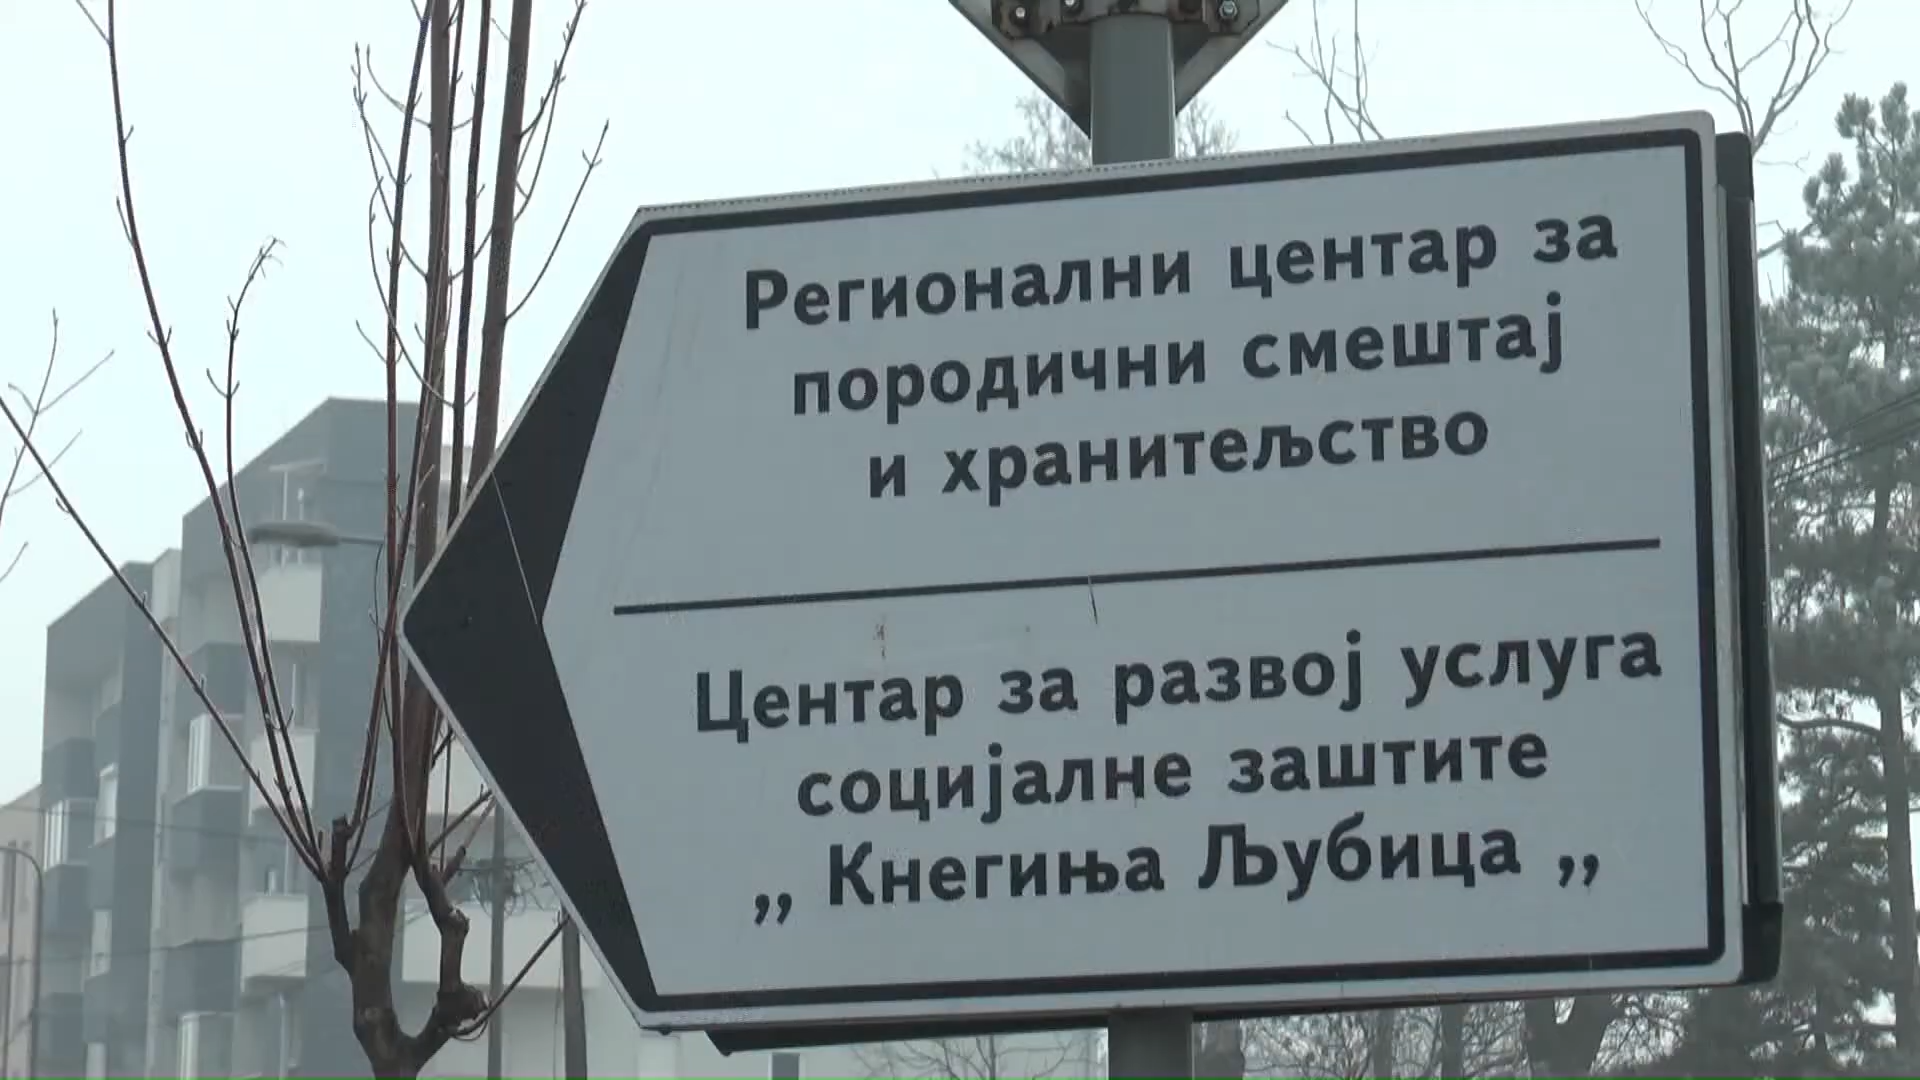 Регионални центар за
породични смештај
и хранитељство
Центар за развој услуга
социјалне заштите
,, Кнегиња Љубица ,,